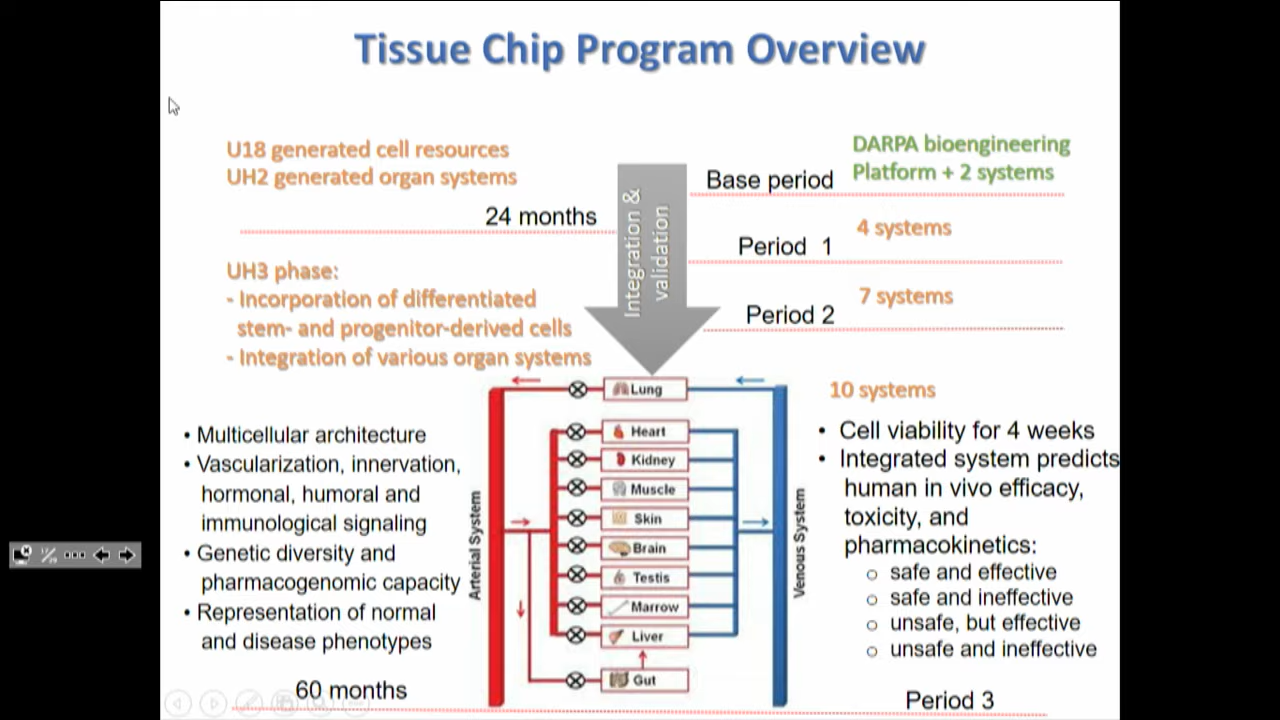 Tissue Chip Program Overview
U18 generated cell resources
UH2 generated organ systems
24 months
UH3 phase:
- Incorporation of differentiated
stem- and progenitor-derived cells
- Integration of various organ systems
Integration &
validation
Base period
DARPA bioengineering
Platform + 2 systems
Period 1
4 systems
Period 2
7 systems
• Multicellular architecture
• Vascularization, innervation,
hormonal, humoral and
immunological signaling
• Genetic diversity and
pharmacogenomic capacity
• Representation of normal
and disease phenotypes
60 months
Arterial System
Lung
Heart
Kidney
Muscle
Skin
Brain
Testis
Marrow
Liver
Gut
Venous System
10 systems
• Cell viability for 4 weeks
• Integrated system predicts
human in vivo efficacy,
toxicity, and
pharmacokinetics:
o safe and effective
o safe and ineffective
o unsafe, but effective
o unsafe and ineffective
Period 3